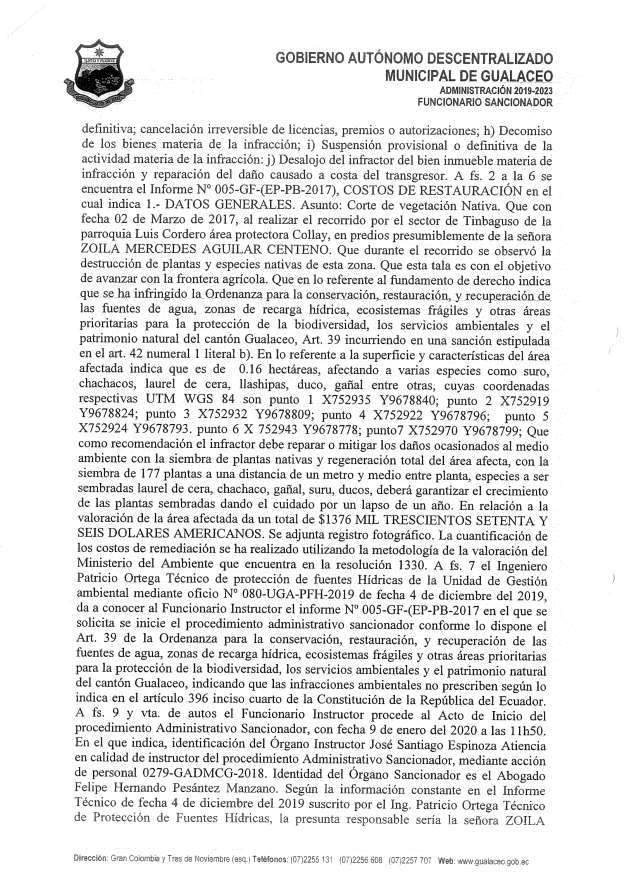 GOBIERNO AUTÓNOMO DESCENTRALIZADO
MUNICIPAL DE GUALACEO
ADMINISTRACIÓN 2019-2023
FUNCIONARIO SANCIONADOR
definitiva; cancelación irreversible de licencias, premios o autorizaciones; h) Decomiso
de los bienes materia de la infracción; i) Suspensión provisional o definitiva de la
actividad materia de la infracción: j) Desalojo del infractor del bien inmueble materia de
infracción y reparación del daño causado a costa del transgresor. A fs. 2 a la 6 se
encuentra el Informe N° 005-GF-(EP-PB-2017), COSTOS DE RESTAURACIÓN en el
cual indica 1.- DATOS GENERALES. Asunto: Corte de vegetación Nativa. Que con
fecha 02 de Marzo de 2017, al realizar el recorrido por el sector de Tinbaguso de la
parroquia Luis Cordero área protectora Collay, en predios presumiblemente de la señora
ZOILA MERCEDES AGUILAR CENTENO. Que durante el recorrido se observó la
destrucción de plantas y especies nativas de esta zona. Que esta tala es con el objetivo
de avanzar con la frontera agrícola. Que en lo referente al fundamento de derecho indica
que se ha infringido la Ordenanza para la conservación, restauración, y recuperación de
las fuentes de agua, zonas de recarga hídrica, ecosistemas frágiles y otras áreas
prioritarias para la protección de la biodiversidad, los servicios ambientales y el
patrimonio natural del cantón Gualaceo, Art. 39 incurriendo en una sanción estipulada
en el art. 42 numeral 1 literal b). En lo referente a la superficie y características del área
afectada indica que es de 0.16 hectáreas, afectando a varias especies como suro,
chachacos, laurel de cera, llashipas, duco, gañal entre otras, cuyas coordenadas
respectivas UTM WGS 84 son punto 1 X752935 Y9678840; punto 2 X752919
Y9678824; punto 3 X752932 Y9678809; punto 4 X752922 Y9678796; punto 5
X752924 Y9678793. punto 6 X 752943 Y9678778; punto7 X752970 Y9678799; Que
como recomendación el infractor debe reparar o mitigar los daños ocasionados al medio
ambiente con la siembra de plantas nativas y regeneración total del área afecta, con la
siembra de 177 plantas a una distancia de un metro y medio entre planta, especies a ser
sembradas laurel de cera, chachaco, gañal, suru, ducos, deberá garantizar el crecimiento
de las plantas sembradas dando el cuidado por un lapso de un año. En relación a la
valoración de la área afectada da un total de $1376 MIL TRESCIENTOS SETENTA Y
SEIS DOLARES AMERICANOS. Se adjunta registro fotográfico. La cuantificación de
los costos de remediación se ha realizado utilizando la metodología de la valoración del
Ministerio del Ambiente que encuentra en la resolución 1330. A fs. 7 el Ingeniero
Patricio Ortega Técnico de protección de fuentes Hídricas de la Unidad de Gestión
ambiental mediante oficio N° 080-UGA-PFH-2019 de fecha 4 de diciembre del 2019,
da a conocer al Funcionario Instructor el informe N° 005-GF-(EP-PB-2017 en el que se
solicita se inicie el procedimiento administrativo sancionador conforme lo dispone el
Art. 39 de la Ordenanza para la conservación, restauración, y recuperación de las
fuentes de agua, zonas de recarga hídrica, ecosistemas frágiles y otras áreas prioritarias
para la protección de la biodiversidad, los servicios ambientales y el patrimonio natural
del cantón Gualaceo, indicando que las infracciones ambientales no prescriben según lo
indica en el artículo 396 inciso cuarto de la Constitución de la República del Ecuador.
A fs. 9 y vta. de autos el Funcionario Instructor procede al Acto de Inicio del
procedimiento Administrativo Sancionador, con fecha 9 de enero del 2020 a las 11h50.
En el que indica, identificación del Órgano Instructor José Santiago Espinoza Atiencia
en calidad de instructor del procedimiento Administrativo Sancionador, mediante acción
de personal 0279-GADMCG-2018. Identidad del Órgano Sancionador es el Abogado
Felipe Hernando Pesántez Manzano. Según la información constante en el Informe
Técnico de fecha 4 de diciembre del 2019 suscrito por el Ing. Patricio Ortega Técnico
de Protección de Fuentes Hídricas, la presunta responsable sería la señora ZOILA
Dirección: Gran Colombia y Tres de Noviembre (esq.) Teléfonos: (07)2255 131 (07)2256 608 (07)2257 707 Web: www.gualaceo.gob.ec